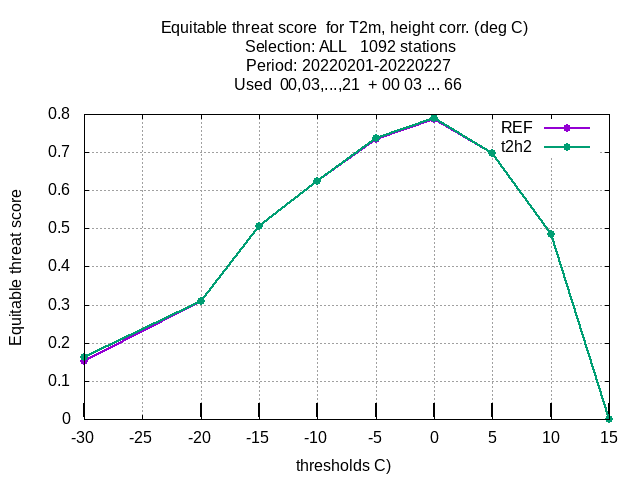 Equitable threat score  for T2m, height corr. (deg C)
Selection: ALL   1092 stations
Period: 20220201-20220227
Used  00,03,...,21  + 00 03 ... 66
REF
t2h2
Equitable threat score
0.8
0.7
0.6
0.5
0.4
0.3
0.2
0.1
0
-30 -25 -20 -15 -10 -5 0 5 10 15
thresholds C)